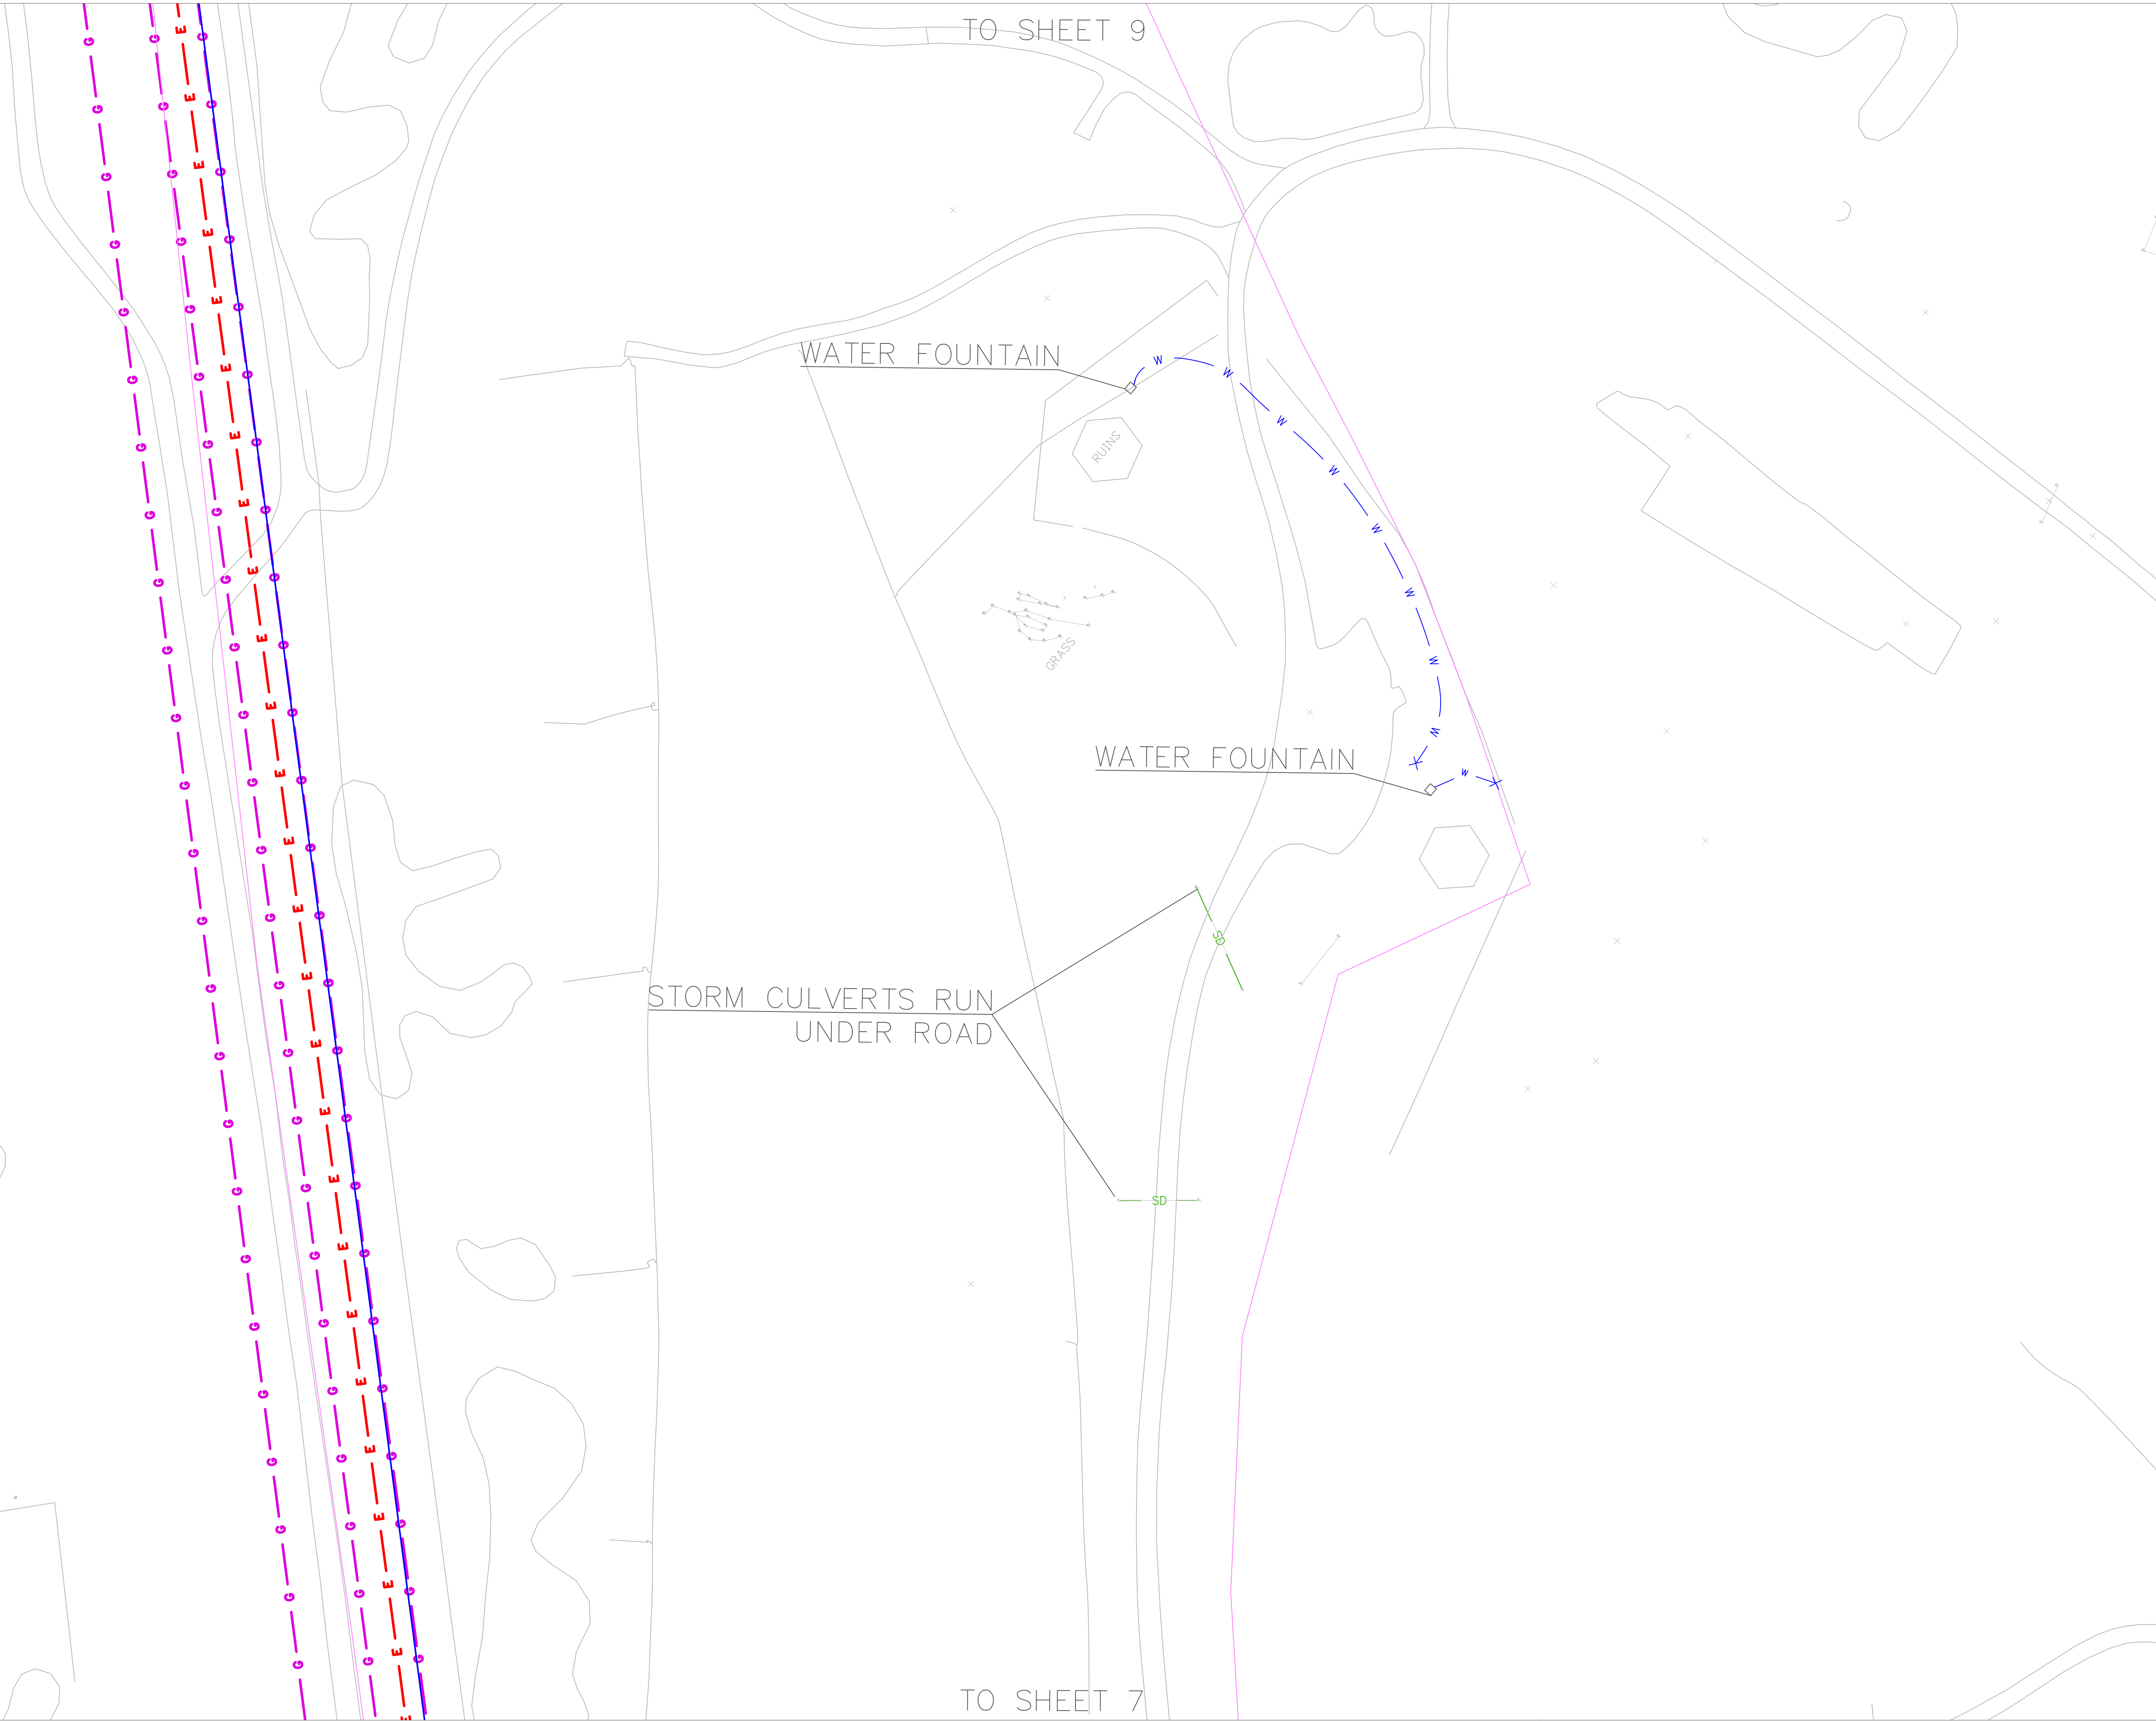 TO SHEET 9
WATER FOUNTAIN
RUINS
GRASS
WATER FOUNTAIN
SD
STORM CULVERTS RUN
UNDER ROAD
SD
TO SHEET 7
G G G G G G G G G G G G G G G G G G G G G G G G G
G G G G G G G G G G G G G G G G G G G G G G G G G
E E E E E E E E E E E E E E E E E E E E E E E E E E
G G G G G G G G G G G G G G G G G G G G G G G G G
W W W W W W W W W
W